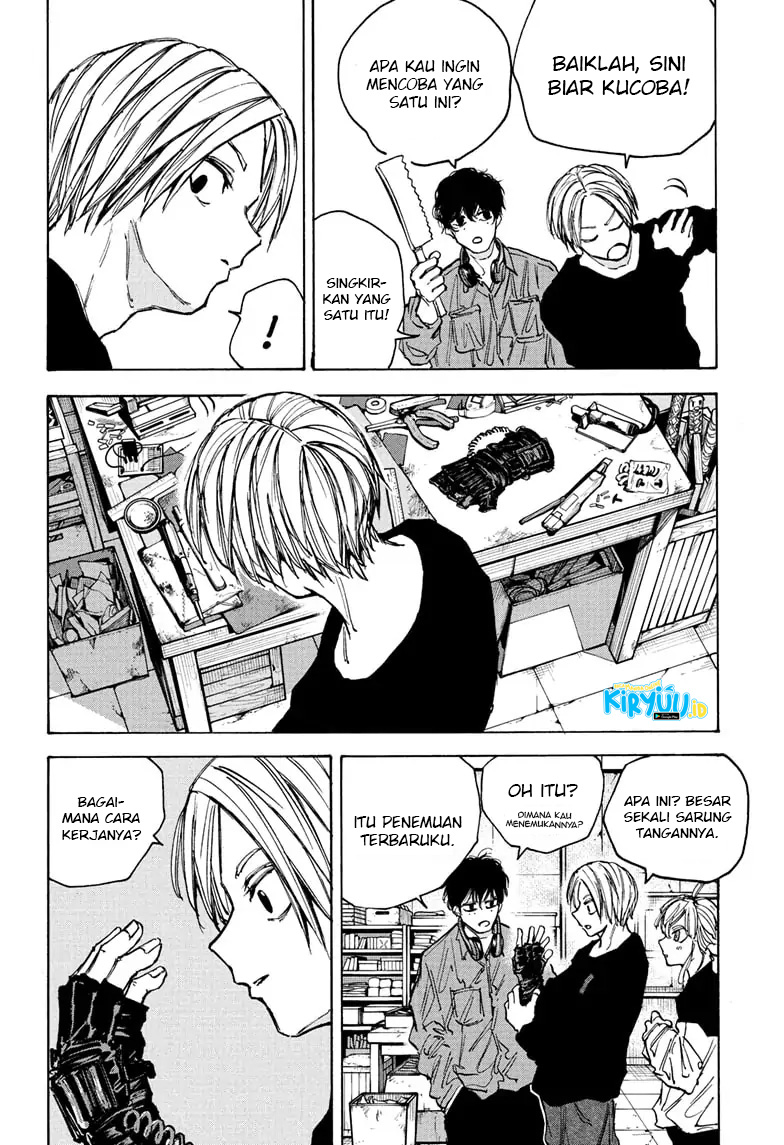 BAIKLAH, SINI
BIAR KUCOBA!
APA KAU INGIN
MENCOBA YANG
SATU INI?
SINGKIR-
KAN YANG
SATU ITU!
!
KIRYUU.ID
APA INI? BESAR
SEKALI SARUNG
TANGANNYA.
OH ITU?
DIMANA KAU
MENEMUKANNYA?
ITU PENEMUAN
TERBARUKU.
BAGAI-
MANA CARA
KERJANYA?